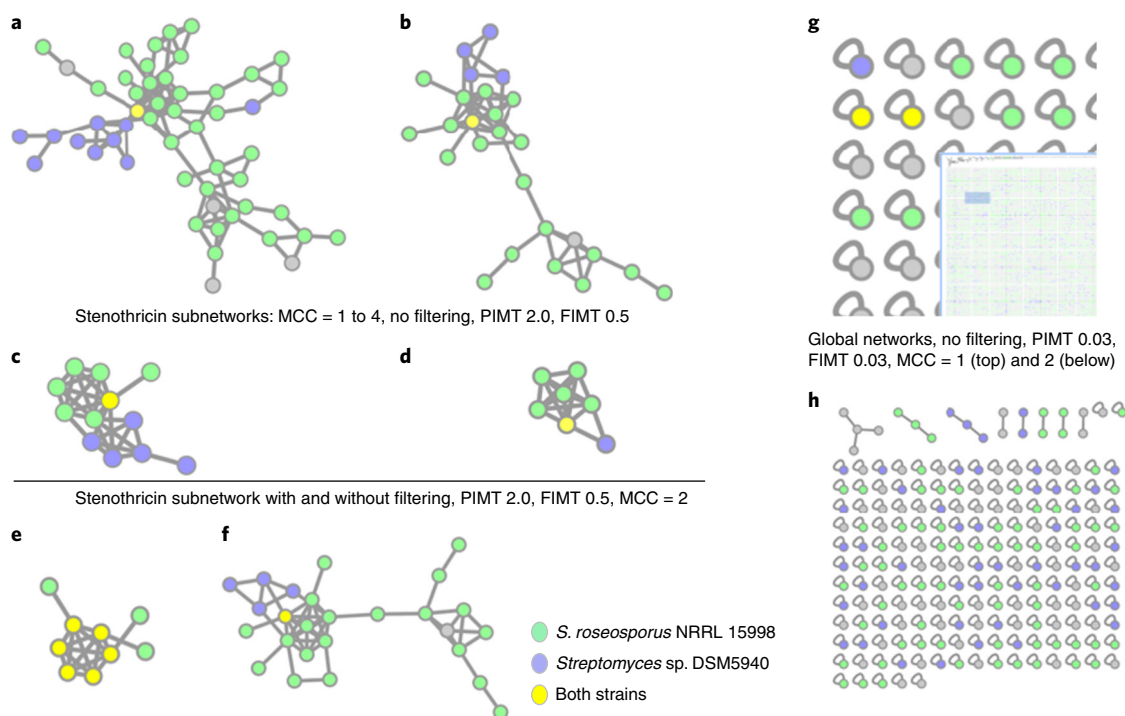 a
b
g
Stenothricin subnetworks: MCC = 1 to 4, no filtering, PIMT 2.0, FIMT 0.5
c
d
Global networks, no filtering, PIMT 0.03,
FIMT 0.03, MCC = 1 (top) and 2 (below)
h
Stenothricin subnetwork with and without filtering, PIMT 2.0, FIMT 0.5, MCC = 2
e
f
S. roseosporus NRRL 15998
Streptomyces sp. DSM5940
Both strains